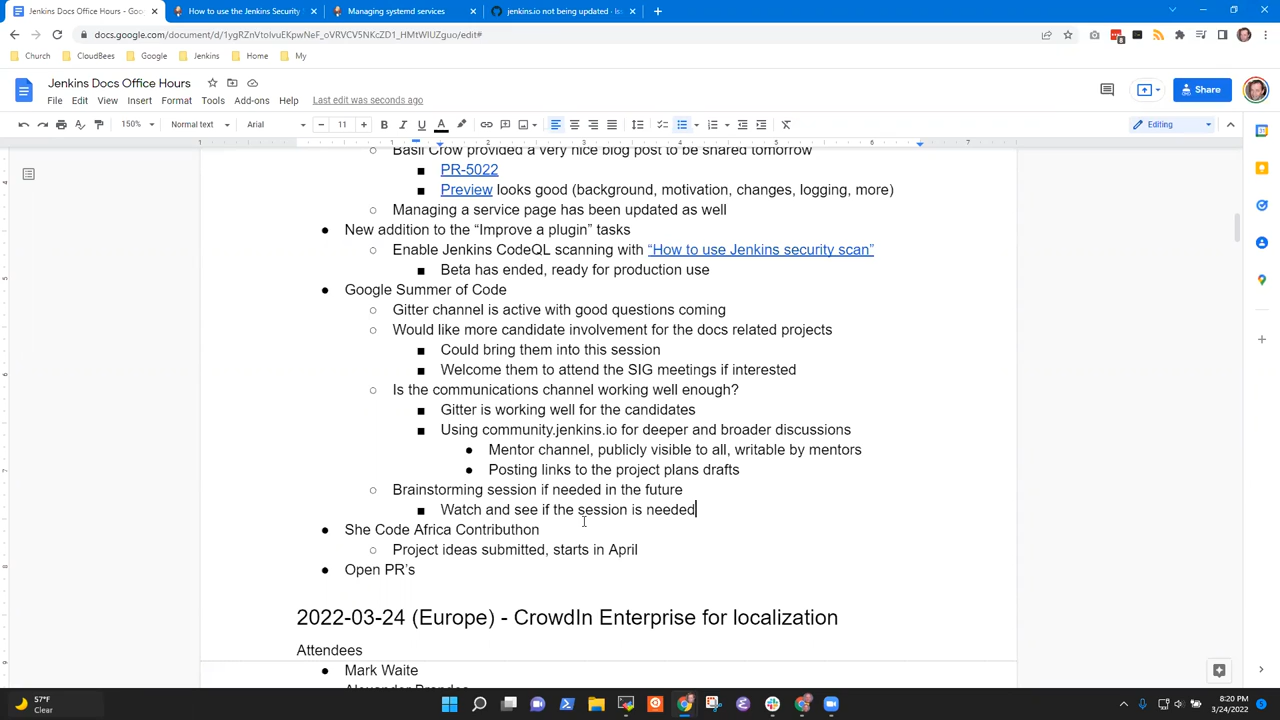 Jenkins Docs Office Hours - Goo
How to use the Jenkins Security S
Managing systemd services
jenkins.io not being updated · Iss
docs.google.com/document/d/1ygRZnVtoIvuEKpwNeF_oVRVCV5NKcZD1_HMtWIUZguo/edit#
Church
CloudBees
Google
Jenkins
Home
My
Jenkins Docs Office Hours
File Edit View Insert Format Tools Add-ons Help Last edit was seconds ago
Share
150% Normal text Arial 11 Editing
Basil Crow provided a very nice blog post to be shared tomorrow
PR-5022
Preview looks good (background, motivation, changes, logging, more)
Managing a service page has been updated as well
New addition to the “Improve a plugin” tasks
Enable Jenkins CodeQL scanning with “How to use Jenkins security scan”
Beta has ended, ready for production use
Google Summer of Code
Gitter channel is active with good questions coming
Would like more candidate involvement for the docs related projects
Could bring them into this session
Welcome them to attend the SIG meetings if interested
Is the communications channel working well enough?
Gitter is working well for the candidates
Using community.jenkins.io for deeper and broader discussions
Mentor channel, publicly visible to all, writable by mentors
Posting links to the project plans drafts
Brainstorming session if needed in the future
Watch and see if the session is needed
She Code Africa Contributhon
Project ideas submitted, starts in April
Open PR’s
2022-03-24 (Europe) - CrowdIn Enterprise for localization
Attendees
Mark Waite
57°F
Clear
8:20 PM
3/24/2022